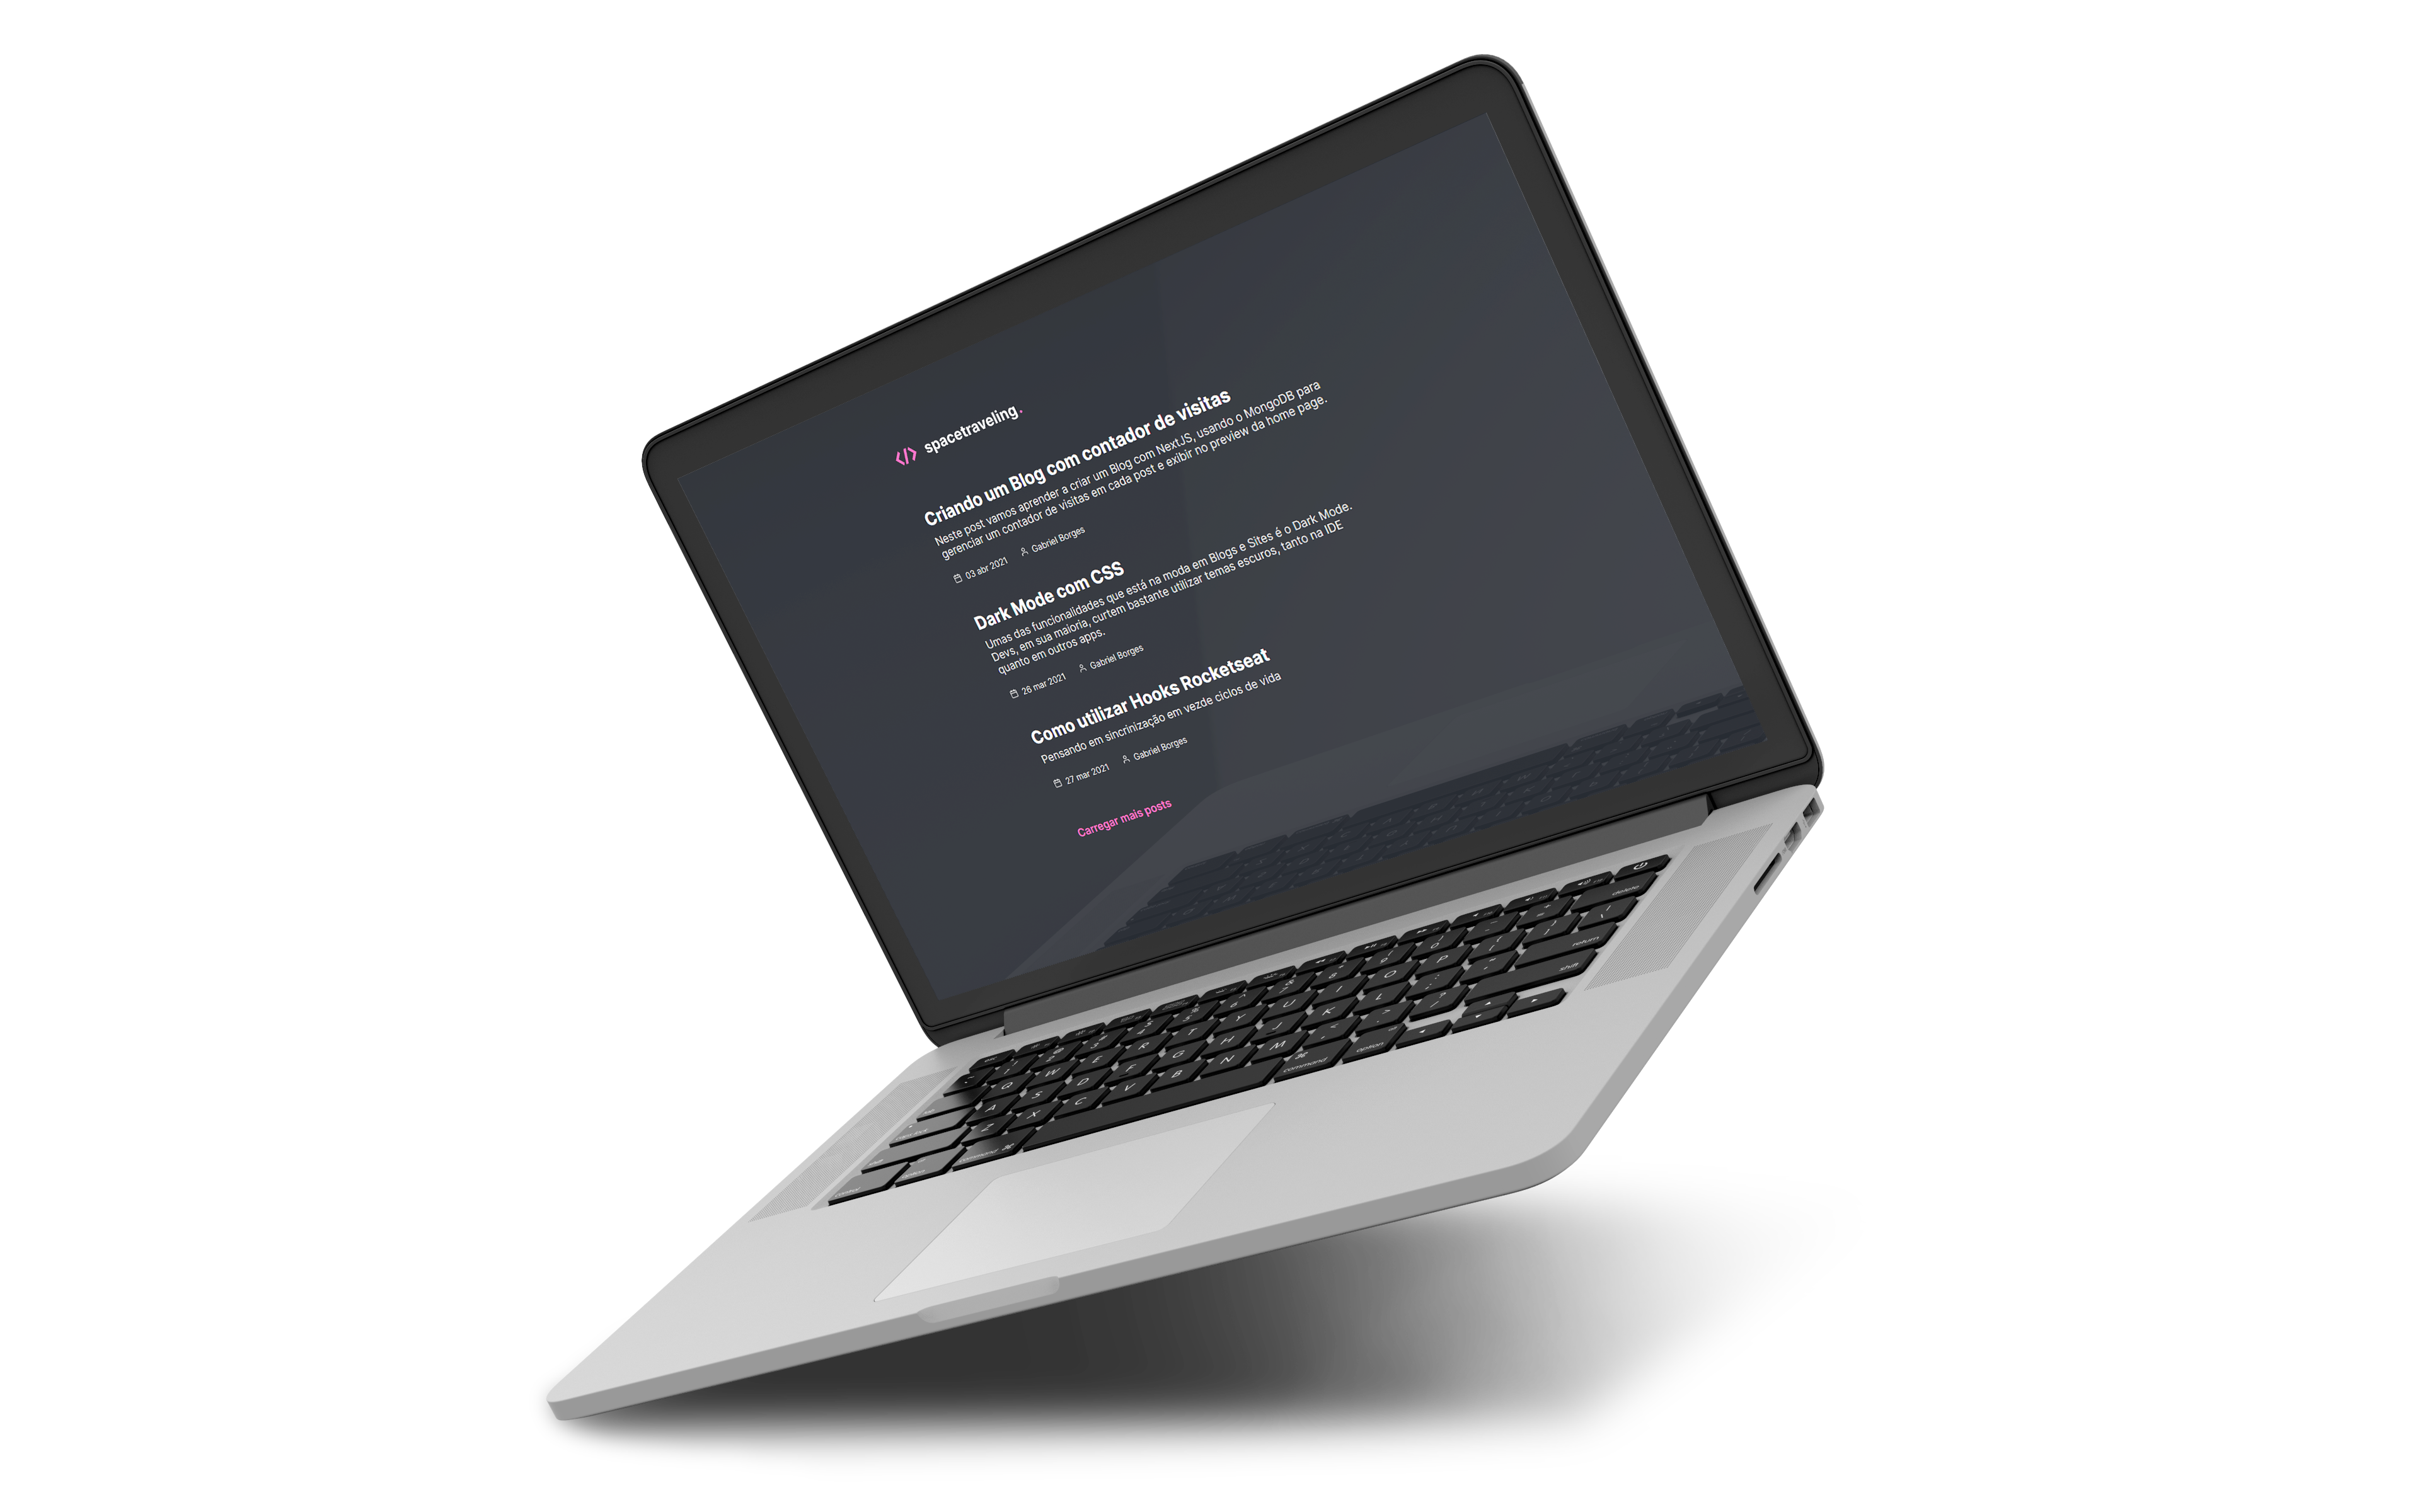 </> spacetraveling.
Criando um Blog com contador de visitas
Neste post vamos aprender a criar um Blog com NextJS, usando o MongoDB para
gerenciar um contador de visitas em cada post e exibir no preview da home page.
03 abr 2021 Gabriel Borges
Dark Mode com CSS
Umas das funcionalidades que está na moda em Blogs e Sites é o Dark Mode.
Devs, em sua maioria, curtem bastante utilizar temas escuros, tanto na IDE
quanto em outros apps.
26 mar 2021 Gabriel Borges
Como utilizar Hooks Rocketseat
Pensando em sincrinização em vezde ciclos de vida
27 mar 2021 Gabriel Borges
Carregar mais posts
delete
Q W E R T Y U I O P
return
A S D F G H J K L
shift
Z X C V B N M
command option